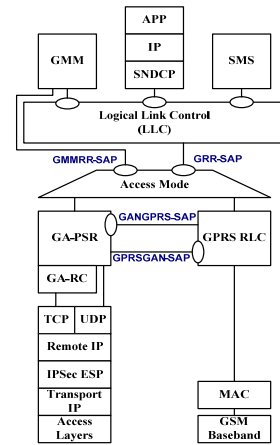 APP
GMM
IP
SMS
SNDCP
Logical Link Control
(LLC)
GMMRR-SAP
GRR-SAP
Access Mode
GANGPRS-SAP
GA-PSR
GPRS RLC
GPRSGAN-SAP
GA-RC
TCP
UDP
Remote IP
IPSec ESP
Transport
IP
MAC
Access
Layers
GSM
Baseband